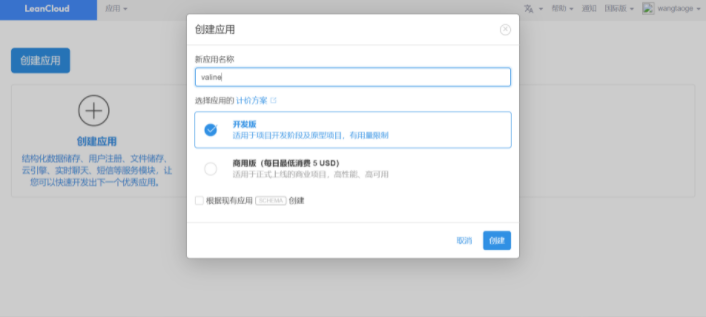 LeanCloud
应用
帮助
通知
国际版
wangtaoge
创建应用
创建应用
结构化数据储存、用户注册、文件储存、
云引擎、实时聊天、短信等服务模块，让
您可以快速开发出下一个优秀应用。
创建应用
新应用名称
valine
选择应用的 计价方案
开发版
适用于项目开发阶段及原型项目，有用量限制
商用版（每日最低消费 5 USD）
适用于正式上线的商业项目，高性能、高可用
根据现有应用 SCHEMA 创建
取消
创建